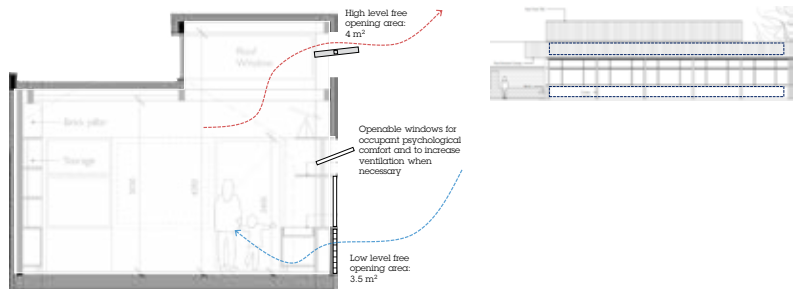 High level free
opening area:
4 m²
Roof
Window
Openable windows for
occupant psychological
comfort and to increase
ventilation when
necessary
Brick pillar
Storage
Low level free
opening area:
3.5 m²